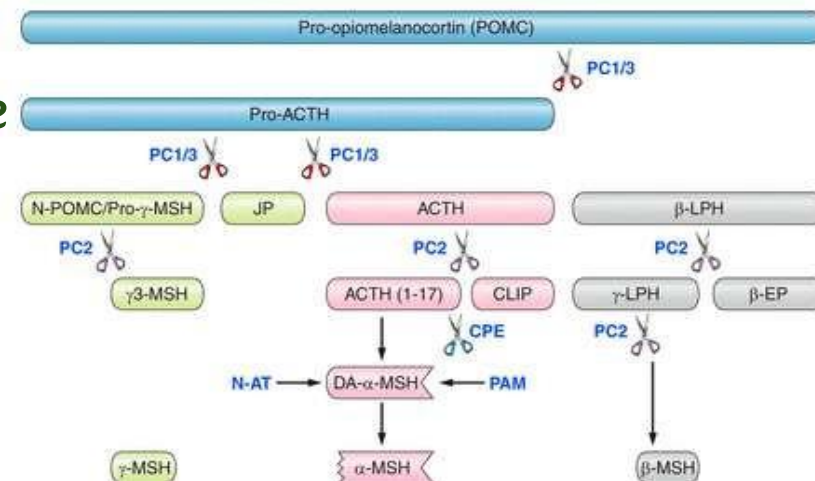 Pro-opiomelanocortin (POMC)
PC1/3
e
Pro-ACTH
PC1/3
PC1/3
N-POMC/Pro-γ-MSH
JP
ACTH
β-LPH
PC2
PC2
PC2
γ3-MSH
ACTH (1-17)
CLIP
γ-LPH
β-EP
CPE
PC2
N-AT
DA-α-MSH
PAM
γ-MSH
α-MSH
β-MSH